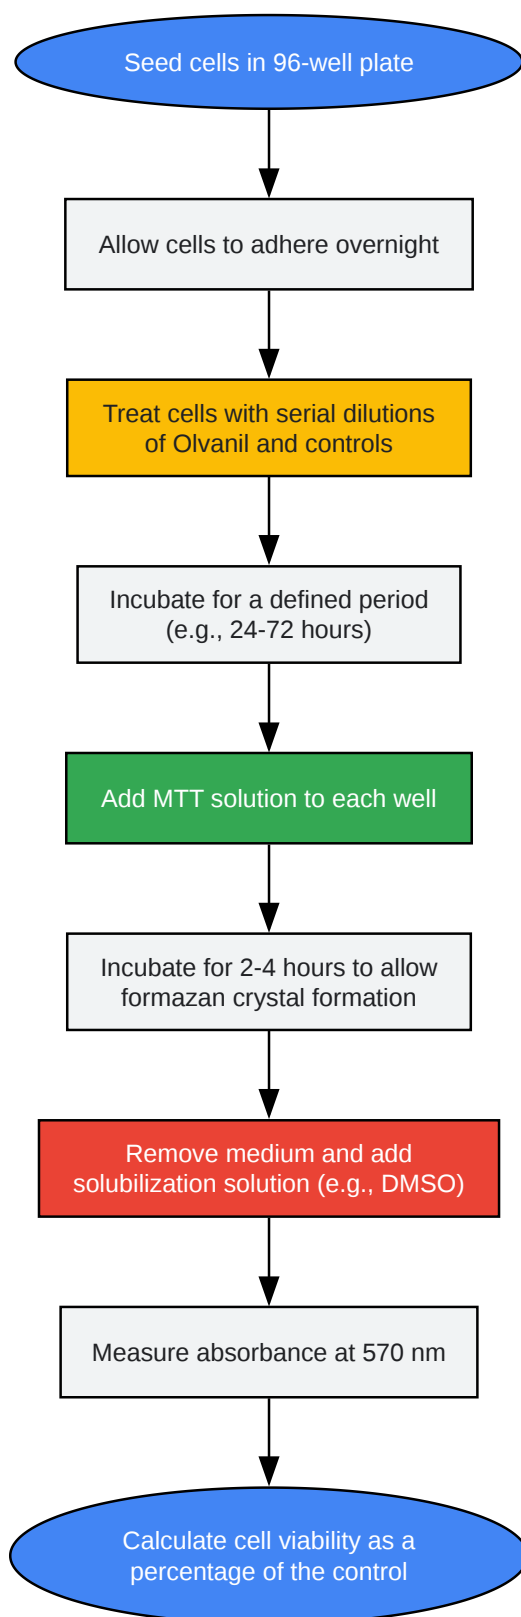 Seed cells in 96-well plate
Allow cells to adhere overnight
Treat cells with serial dilutions
of Olvanil and controls
Incubate for a defined period
(e.g., 24-72 hours)
Add MTT solution to each well
Incubate for 2-4 hours to allow
formazan crystal formation
Remove medium and add
solubilization solution (e.g., DMSO)
Measure absorbance at 570 nm
Calculate cell viability as a
percentage of the control